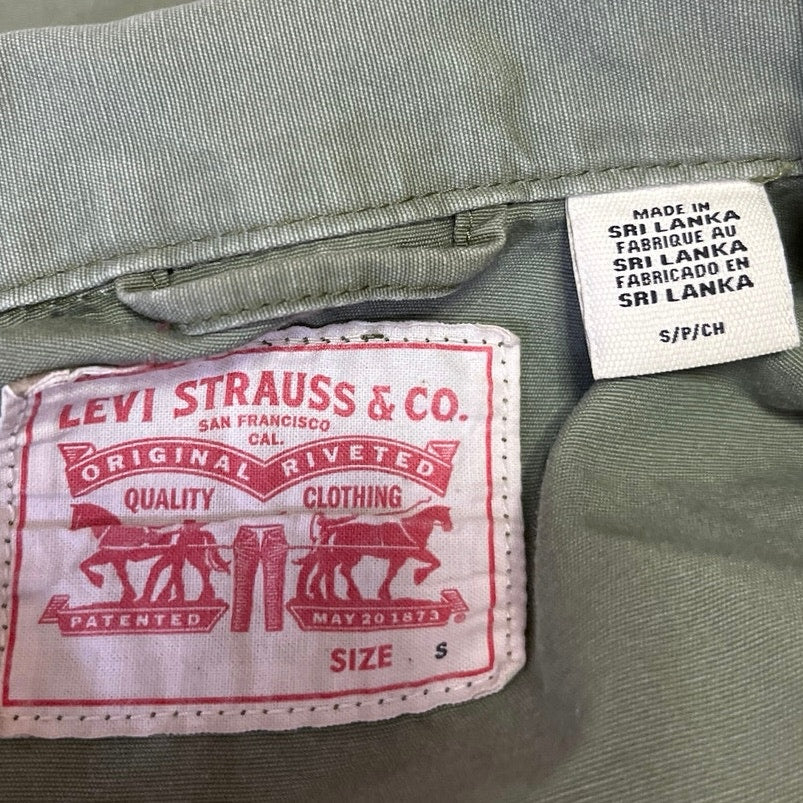 LEVI STRAUSS & CO.
SAN FRANCISCO
CAL.
ORIGINAL RIVETED
QUALITY CLOTHING
PATENTED MAY 20 1873 ®
SIZE S
MADE IN
SRI LANKA
FABRIQUE AU
SRI LANKA
FABRICADO EN
SRI LANKA
S/P/CH